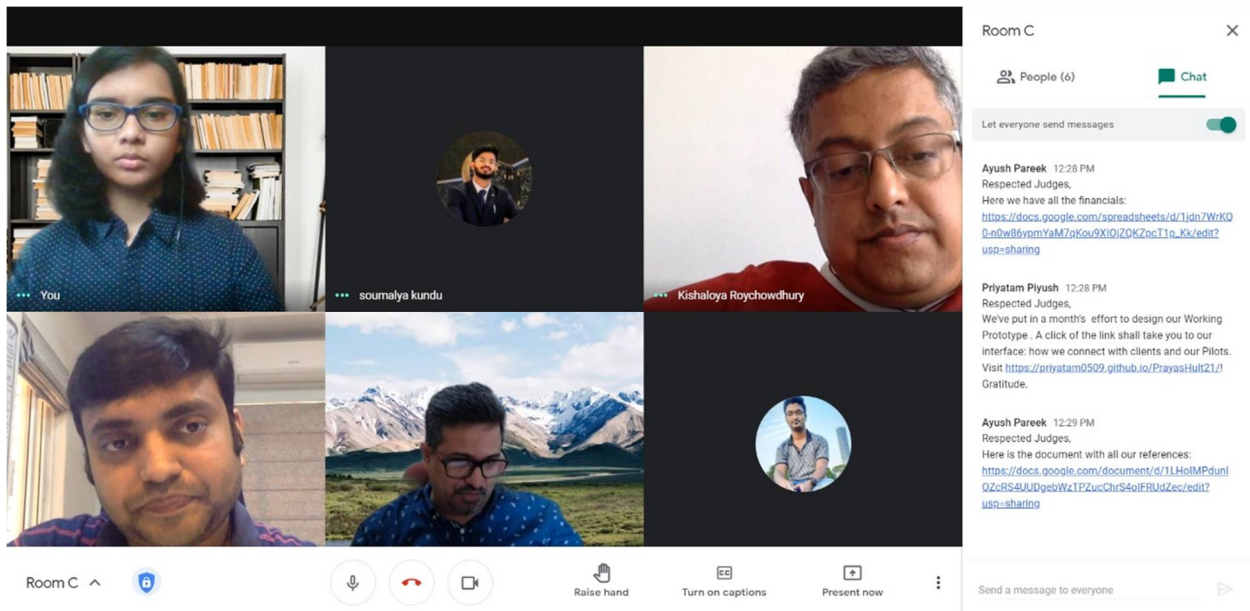 Room C
People (6)
Chat
Let everyone send messages
Ayush Pareek 12:28 PM
Respected Judges,
Here we have all the financials:
https://docs.google.com/spreadsheets/d/1jdn7WrKQ
0-n0w86ypmYaM7qKou9XIOjZQKZpcT1p_Kk/edit?
usp=sharing
Priyatam Piyush 12:28 PM
Respected Judges,
We've put in a month's effort to design our Working
Prototype . A click of the link shall take you to our
interface: how we connect with clients and our Pilots.
Visit https://priyatam0509.github.io/PrayasHult21/!
Gratitude.
Ayush Pareek 12:29 PM
Respected Judges,
Here is the document with all our references:
https://docs.google.com/document/d/1LHoIMPdunI
OZcRS4UUDgebWzTPZucChrS4oIFRUdZec/edit?
usp=sharing
Send a message to everyone
You
soumalya kundu
Kishaloya Roychowdhury
Room C
Raise hand
CC
Turn on captions
Present now